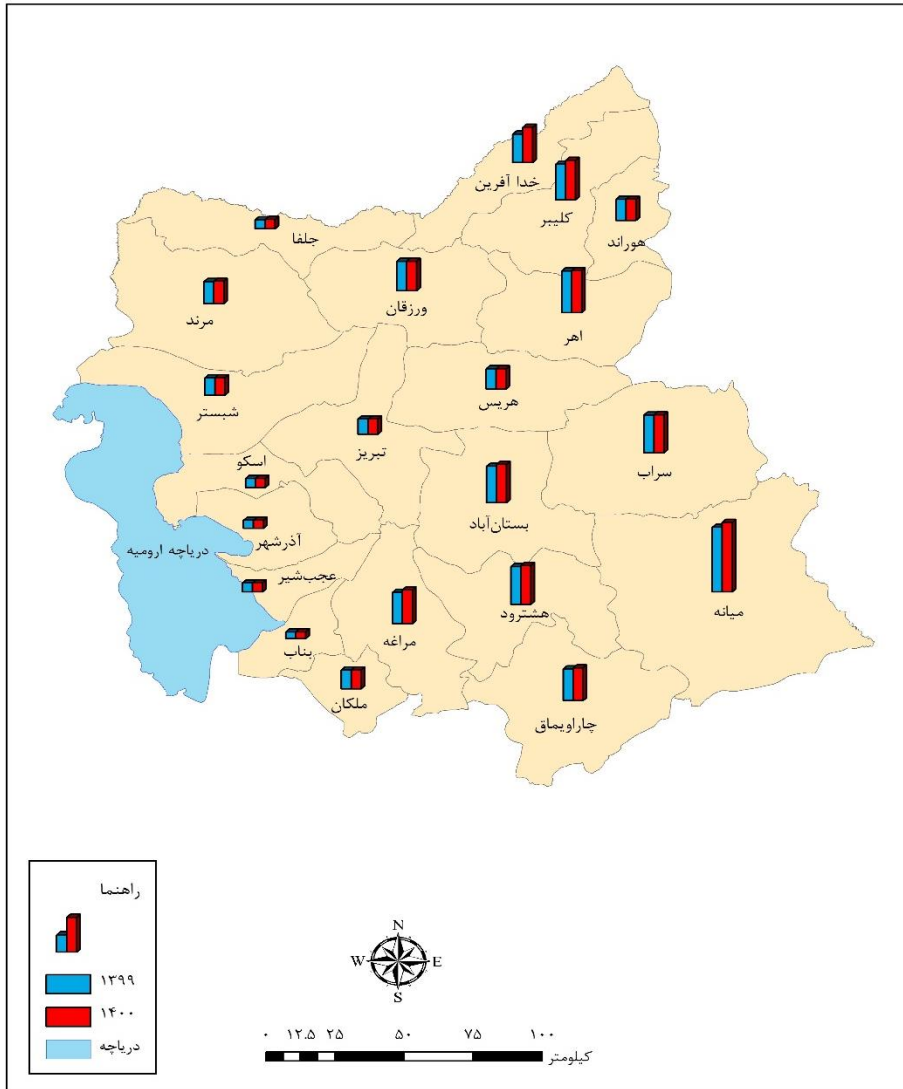 خدا آفرین
کلیبر
هوراند
جلفا
ورزقان
مرند
اهر
هریس
شبستر
تبریز
سراب
اسکو
بستان‌آباد
آذرشهر
دریاچه ارومیه
عجب‌شیر
میانه
هشترود
مراغه
بناب
ملکان
چاراویماق
راهنما
۱۳۹۹
۱۴۰۰
دریاچه
N
W E
S
۰ ۱۲.۵ ۲۵ ۵۰ ۷۵ ۱۰۰
کیلومتر